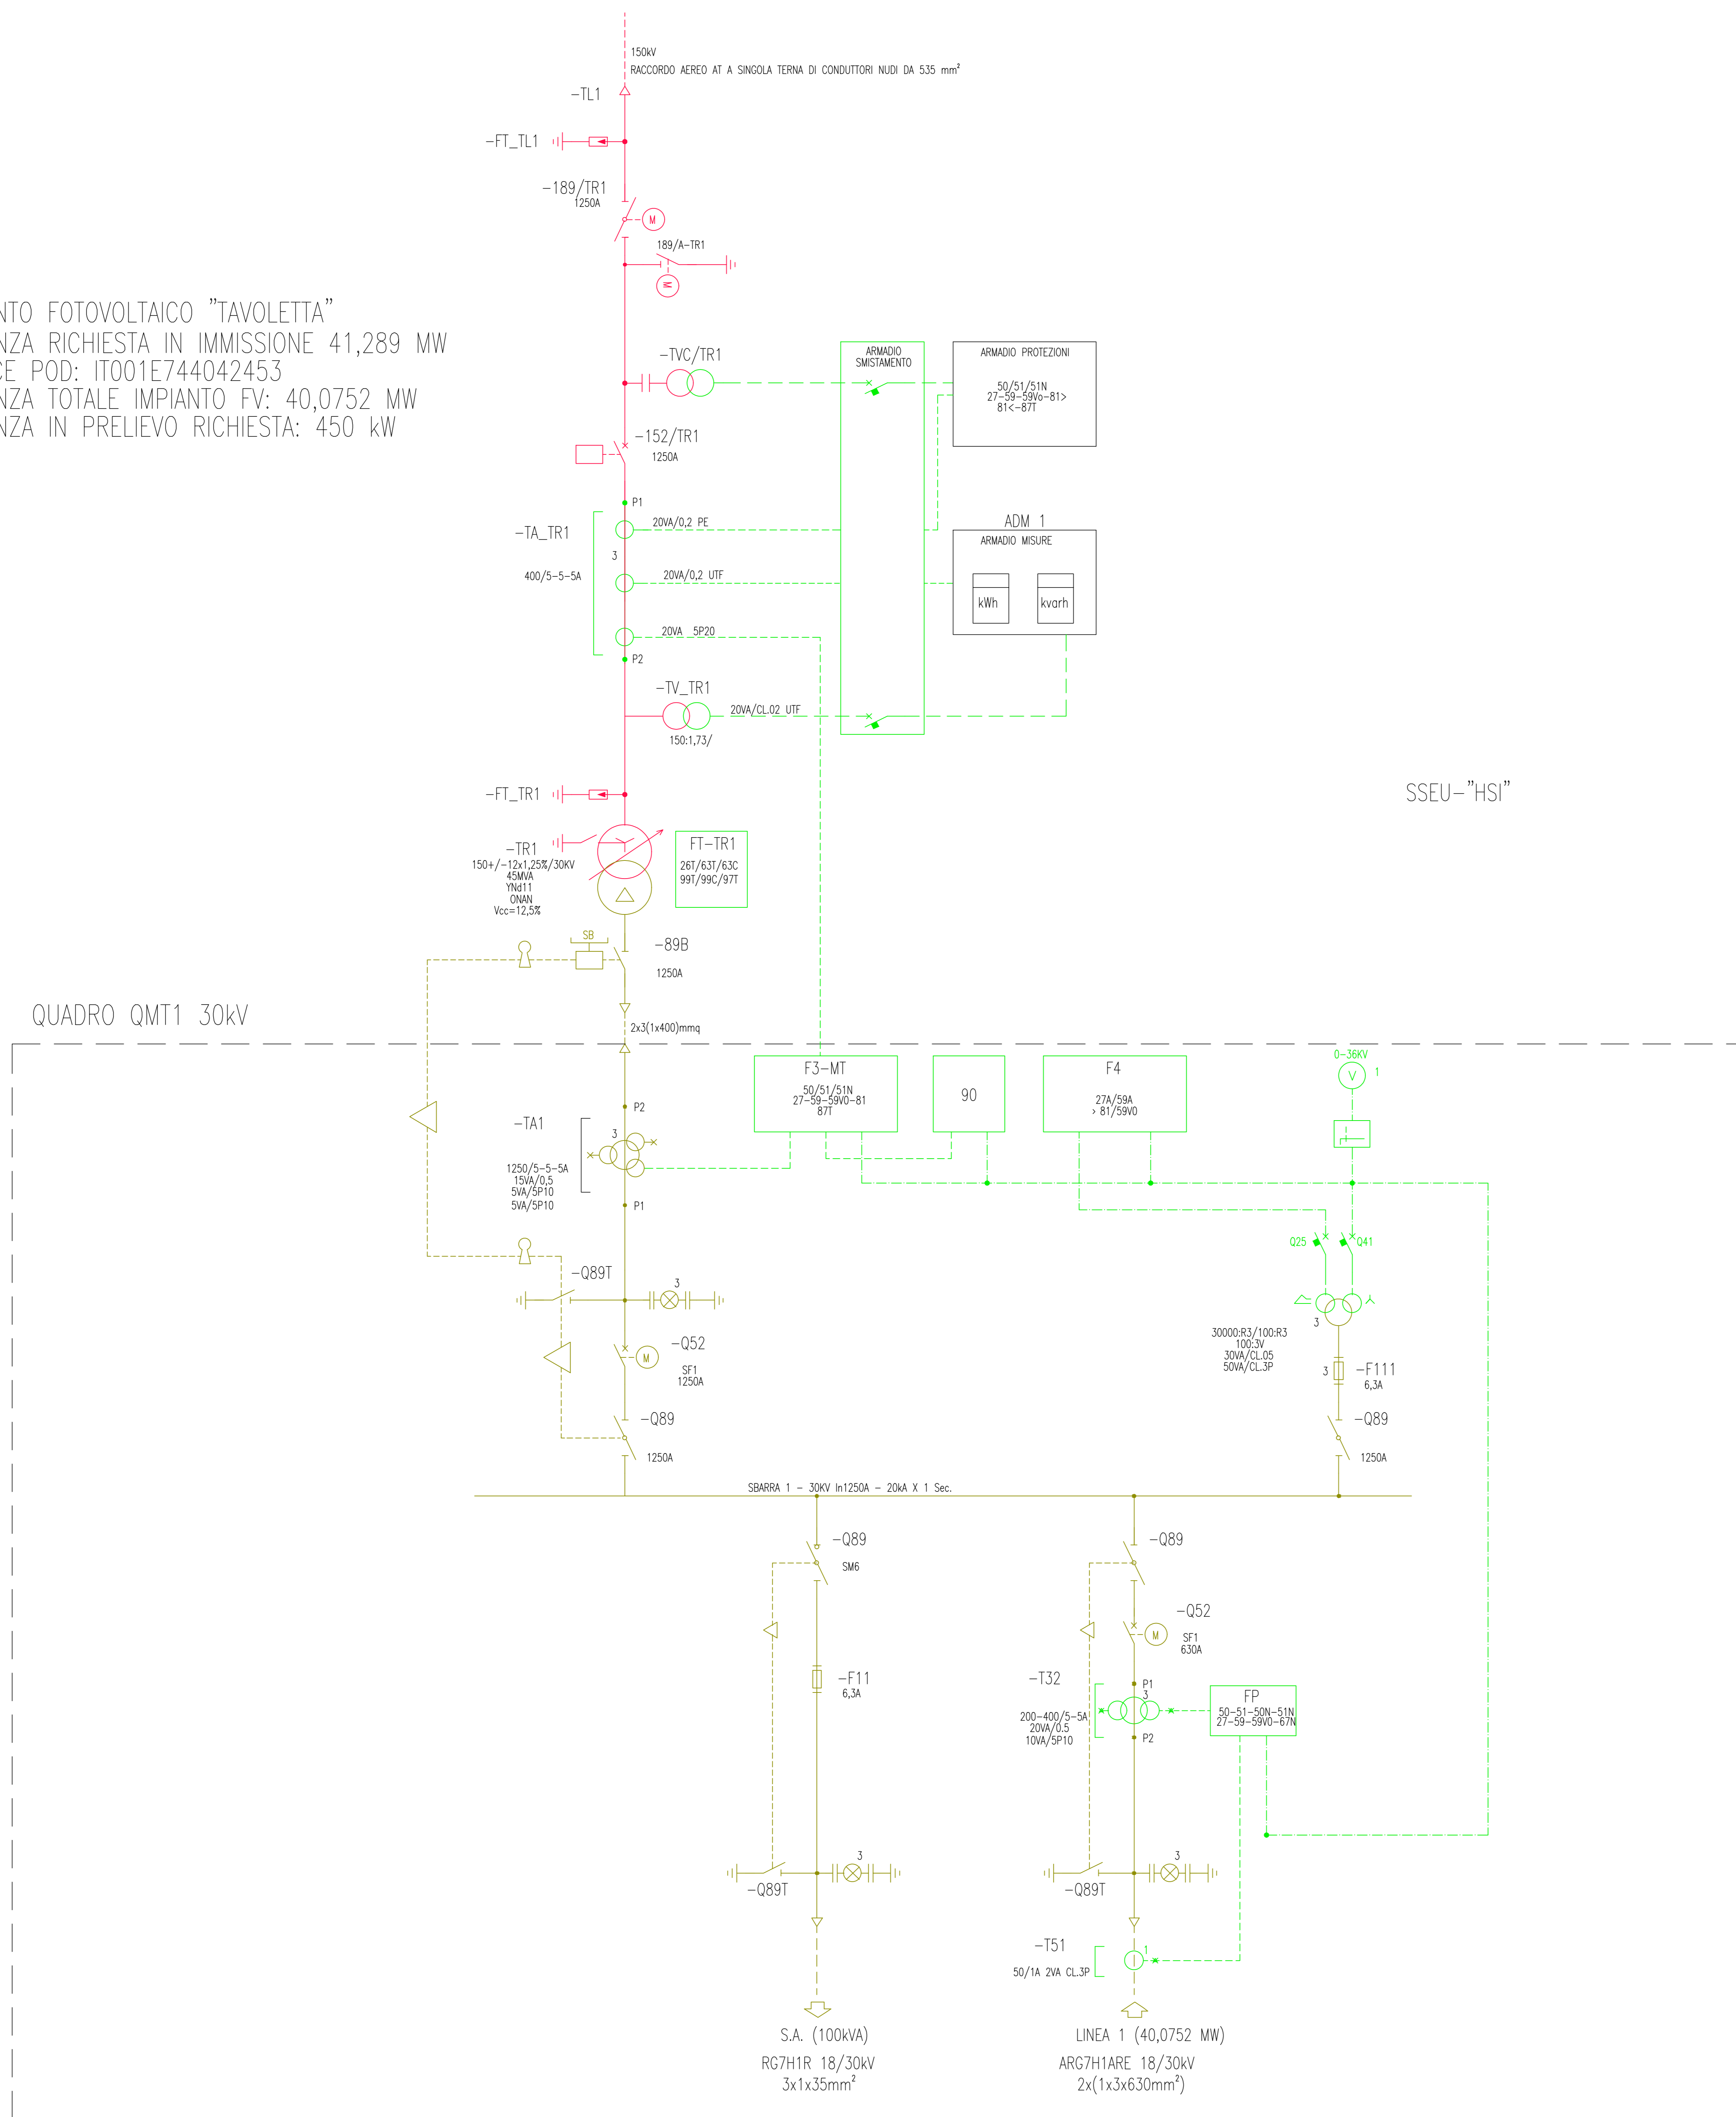 150kV
RACCORDO AEREO AT A SINGOLA TERNA DI CONDUTTORI NUDI DA 535 mm²
-TL1
-FT_TL1
-189/TR1
1250A
M
189/A-TR1
M
NTO FOTOVOLTAICO "TAVOLETTA"
NZA RICHIESTA IN IMMISSIONE 41,289 MW
CE POD: IT001E744042453
NZA TOTALE IMPIANTO FV: 40,0752 MW
NZA IN PRELIEVO RICHIESTA: 450 kW
-TVC/TR1
ARMADIO
SMISTAMENTO
ARMADIO PROTEZIONI
50/51/51N
27-59-59Vo-81>
81<-87T
-152/TR1
1250A
P1
-TA_TR1
20VA/0,2 PE
3
400/5-5-5A
20VA/0,2 UTF
20VA 5P20
P2
ADM 1
ARMADIO MISURE
kWh
kvarh
-TV_TR1
20VA/CL.02 UTF
150:1,73/
-FT_TR1
SSEU-"HSI"
-TR1
150+/-12x1,25%/30KV
45MVA
YNd11
ONAN
Vcc=12,5%
FT-TR1
26T/63T/63C
99T/99C/97T
SB
-89B
1250A
QUADRO QMT1 30kV
2x3(1x400)mmq
F3-MT
50/51/51N
27-59-59V0-81
87T
90
F4
27A/59A
> 81/59V0
0-36KV
V
1
P2
-TA1
3
1250/5-5-5A
15VA/0,5
5VA/5P10
5VA/5P10
P1
Q25
Q41
-Q89T
3
3
30000:R3/100:R3
100:3V
30VA/CL.05
50VA/CL.3P
-Q52
M
SF1
1250A
3
-F111
6,3A
-Q89
1250A
-Q89
1250A
SBARRA 1 - 30KV In1250A - 20kA X 1 Sec.
-Q89
SM6
-Q89
-Q52
M
SF1
630A
-F11
6,3A
-T32
P1
3
200-400/5-5A
20VA/0.5
10VA/5P10
P2
FP
50-51-50N-51N
27-59-59V0-67N
3
-Q89T
3
-Q89T
-T51
1
50/1A 2VA CL.3P
S.A. (100kVA)
RG7H1R 18/30kV
3x1x35mm²
LINEA 1 (40,0752 MW)
ARG7H1ARE 18/30kV
2x(1x3x630mm²)